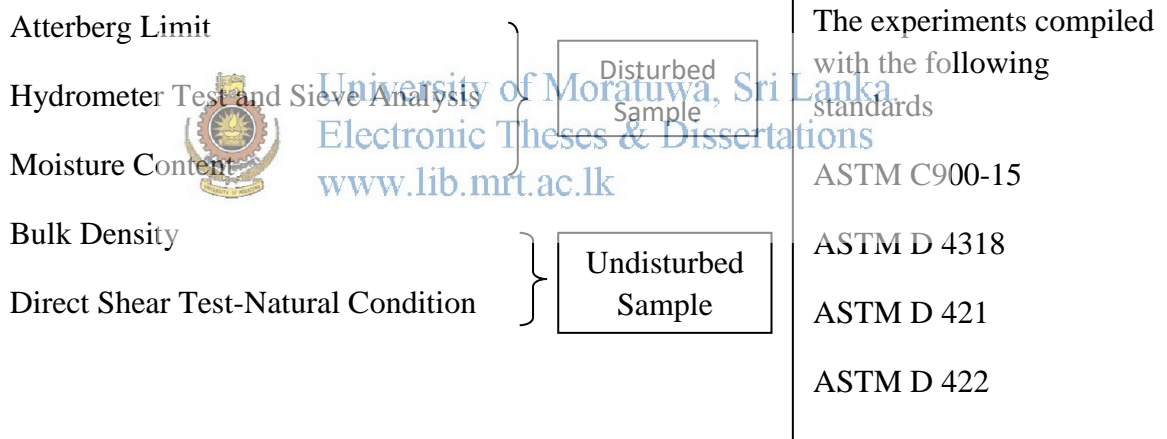 Atterberg Limit
Hydrometer Test and Sieve Analysis
Moisture Content
Disturbed
Sample
Bulk Density
Direct Shear Test-Natural Condition
Undisturbed
Sample
The experiments compiled
with the following
standards
ASTM C900-15
ASTM D 4318
ASTM D 421
ASTM D 422
University of Moratuwa, Sri Lanka.
Electronic Theses & Dissertations
www.lib.mrt.ac.lk